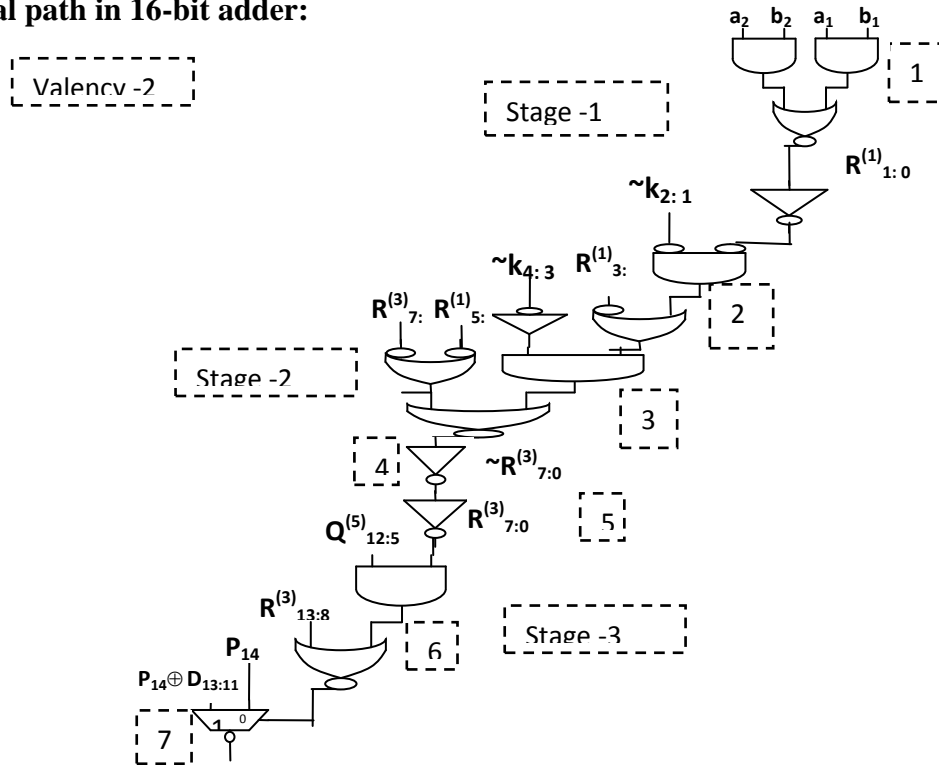 al path in 16-bit adder:
a₂ b₂ a₁ b₁
Valency -2
1
Stage -1
R⁽¹⁾₁: ₀
~k₂: ₁
~k₄: ₃
R⁽¹⁾₃:
R⁽³⁾₇: R⁽¹⁾₅:
2
Stage -2
3
4
~R⁽³⁾₇:₀
R⁽³⁾₇:₀
5
Q⁽⁵⁾₁₂:₅
R⁽³⁾₁₃:₈
Stage -3
6
P₁₄
P₁₄⊕ D₁₃:₁₁
1 0
7